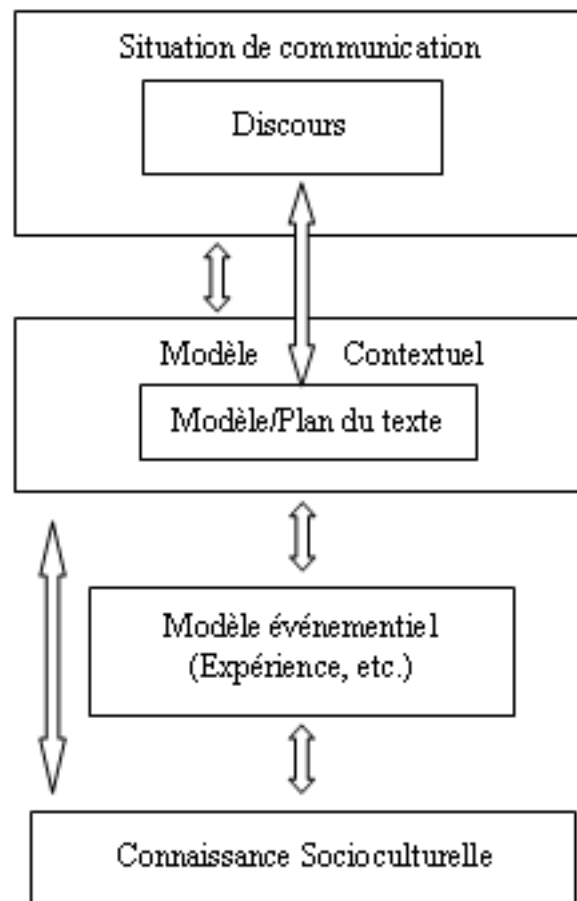 Situation de communication
Discours
Modèle Contextuel
Modèle/Plan du texte
Modèle événementiel
(Expérience, etc.)
Connaissance Socioculturelle